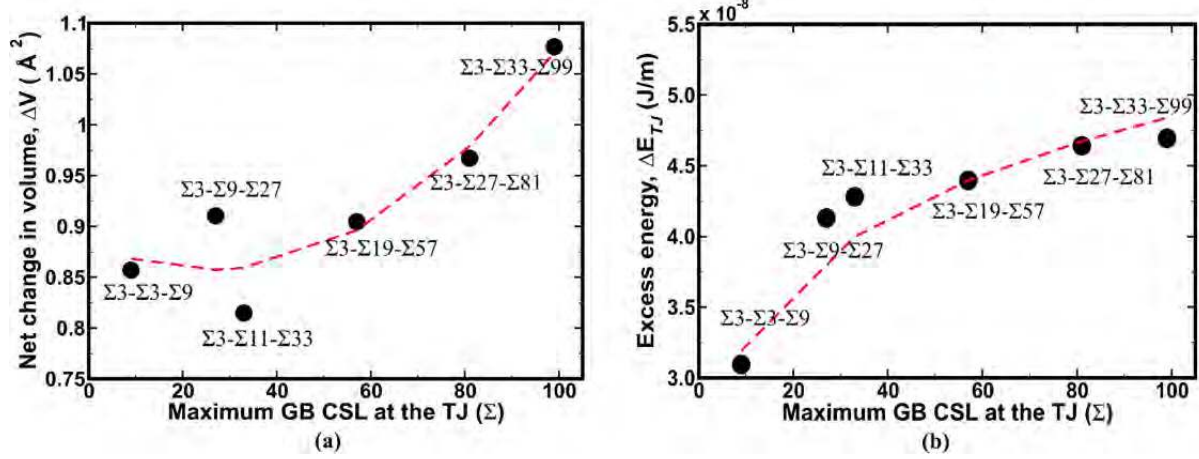 Net change in volume, ΔV ( Å ²)
1.1
1.05
1
0.95
0.9
0.85
0.8
0.75
Σ3-Σ33-Σ99
Σ3-Σ9-Σ27
Σ3-Σ27-Σ81
Σ3-Σ19-Σ57
Σ3-Σ3-Σ9
Σ3-Σ11-Σ33
0 20 40 60 80 100
Maximum GB CSL at the TJ (Σ)
(a)
Excess energy, ΔE_TJ (J/m)
x 10⁻⁸
5.5
5.0
4.5
4.0
3.5
3.0
Σ3-Σ33-Σ99
Σ3-Σ11-Σ33
Σ3-Σ27-Σ81
Σ3-Σ19-Σ57
Σ3-Σ9-Σ27
Σ3-Σ3-Σ9
0 20 40 60 80 100
Maximum GB CSL at the TJ (Σ)
(b)